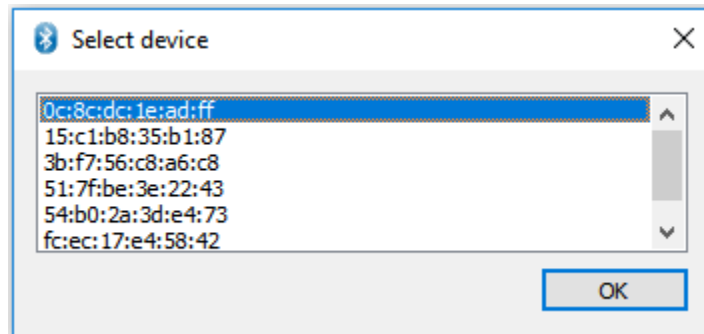 Select device
0c:8c:dc:1e:ad:ff
15:c1:b8:35:b1:87
3b:f7:56:c8:a6:c8
51:7f:be:3e:22:43
54:b0:2a:3d:e4:73
fc:ec:17:e4:58:42
OK